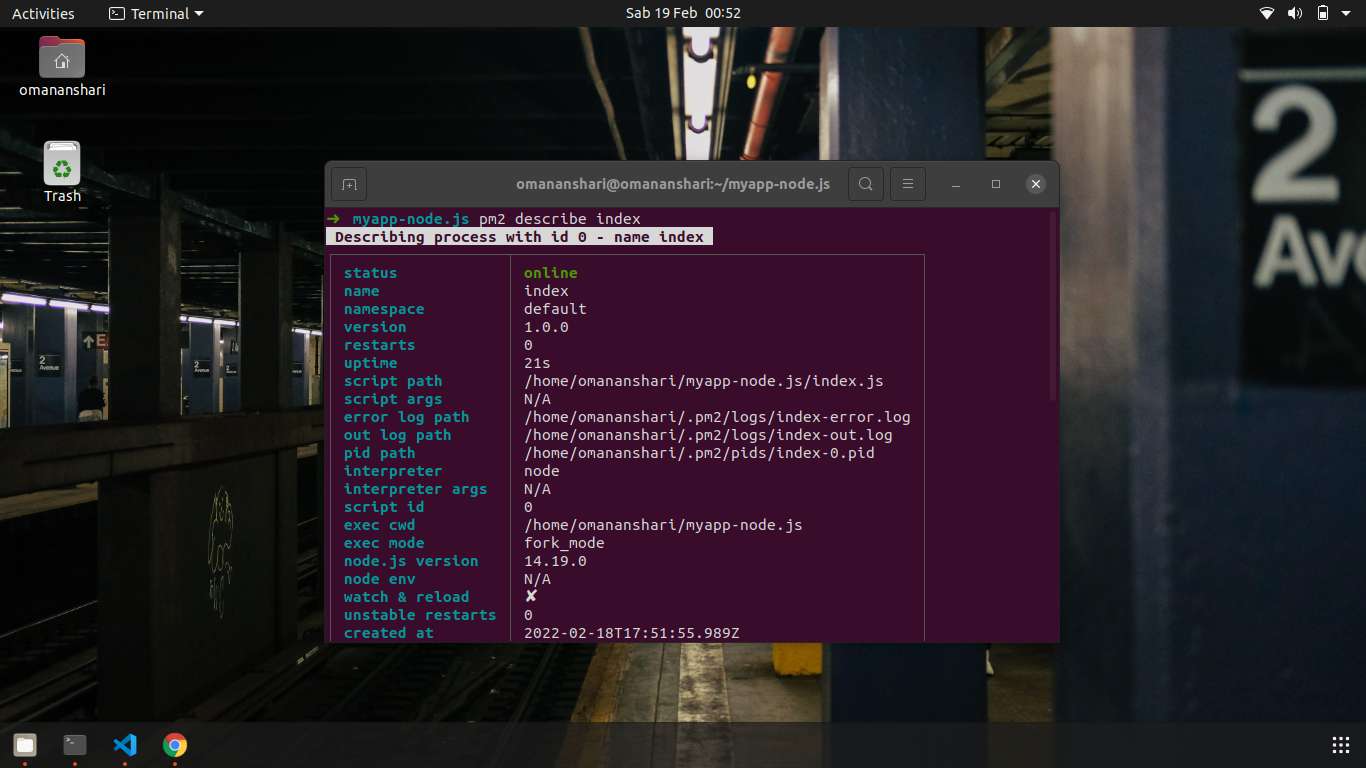 Activities Terminal Sab 19 Feb 00:52
omananshari
Trash
omananshari@omananshari:~/myapp-node.js
➜ myapp-node.js pm2 describe index
Describing process with id 0 - name index
status online
name index
namespace default
version 1.0.0
restarts 0
uptime 21s
script path /home/omananshari/myapp-node.js/index.js
script args N/A
error log path /home/omananshari/.pm2/logs/index-error.log
out log path /home/omananshari/.pm2/logs/index-out.log
pid path /home/omananshari/.pm2/pids/index-0.pid
interpreter node
interpreter args N/A
script id 0
exec cwd /home/omananshari/myapp-node.js
exec mode fork_mode
node.js version 14.19.0
node env N/A
watch & reload ✘
unstable restarts 0
created at 2022-02-18T17:51:55.989Z
2
Ave
2
Avenue
2
Avenue